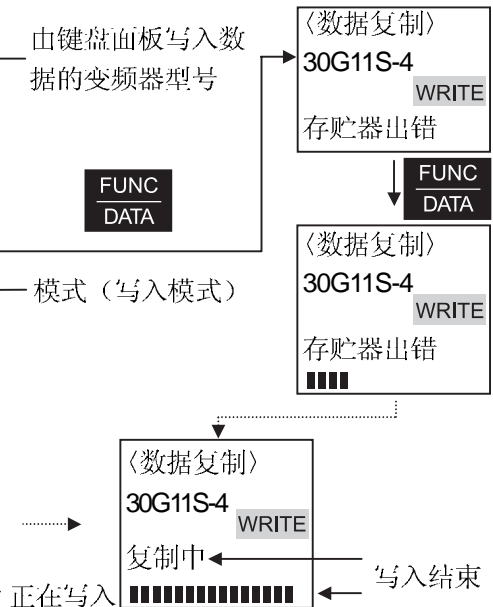 由键盘面板写入数
据的变频器型号
FUNC
DATA
模式（写入模式）
〈数据复制〉
30G11S-4
WRITE
存贮器出错
FUNC
DATA
〈数据复制〉
30G11S-4
WRITE
存贮器出错
〈数据复制〉
30G11S-4
WRITE
复制中
写入结束
正在写入